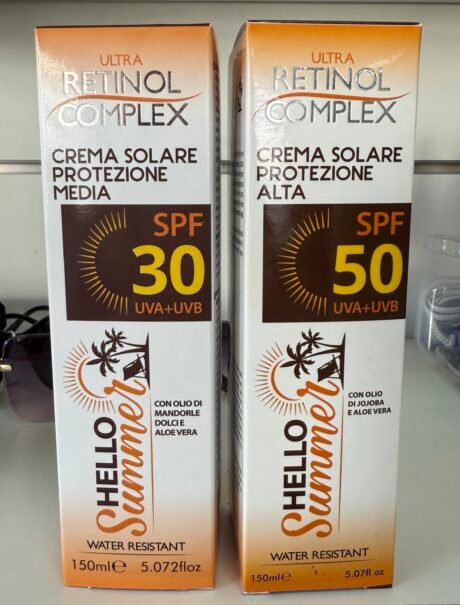 ULTRA
RETINOL
COMPLEX
CREMA SOLARE
PROTEZIONE
MEDIA
SPF
30
UVA+UVB
HELLO
Summer
CON OLIO DI
MANDORLE
DOLCI E
ALOE VERA
WATER RESISTANT
150ml℮ 5.072floz
ULTRA
RETINOL
COMPLEX
CREMA SOLARE
PROTEZIONE
ALTA
SPF
50
UVA+UVB
HELLO
Summer
CON OLIO
DI JOJOBA
E ALOE VERA
WATER RESISTANT
150ml℮ 5.07fl oz